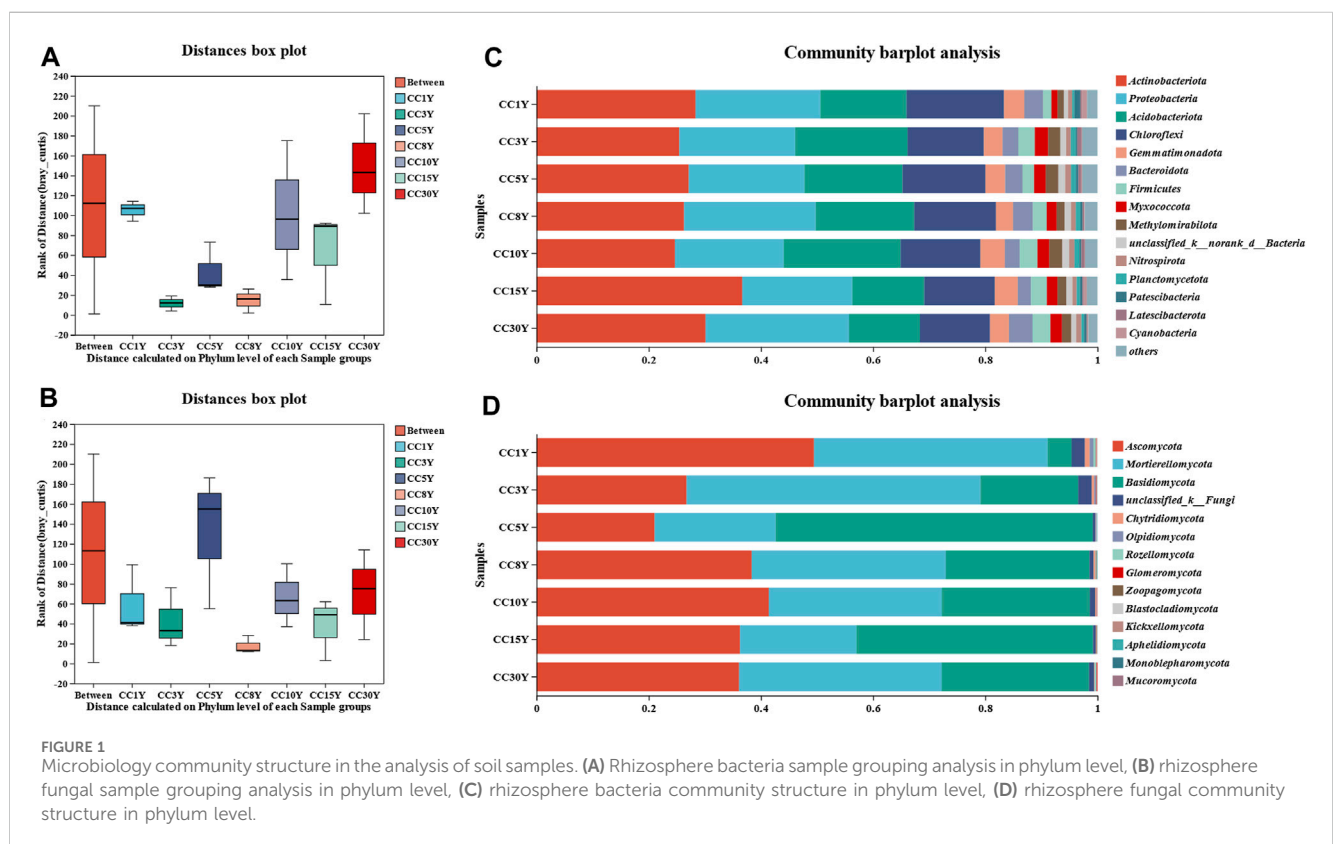 A
Distances box plot
Rank of Distance(bray_curtis)
240
220
200
180
160
140
120
100
80
60
40
20
0
-20
Between CC1Y CC3Y CC5Y CC8Y CC10Y CC15Y CC30Y
Distance calculated on Phylum level of each Sample groups
Between
CC1Y
CC3Y
CC5Y
CC8Y
CC10Y
CC15Y
CC30Y
C
Community barplot analysis
Samples
CC1Y
CC3Y
CC5Y
CC8Y
CC10Y
CC15Y
CC30Y
0 0.2 0.4 0.6 0.8 1
Actinobacteriota
Proteobacteria
Acidobacteriota
Chloroflexi
Gemmatimonadota
Bacteroidota
Firmicutes
Myxococcota
Methylomirabilota
unclassified_k__norank_d__Bacteria
Nitrospirota
Planctomycetota
Patescibacteria
Latescibacterota
Cyanobacteria
others
B
Distances box plot
Rank of Distance(bray_curtis)
240
220
200
180
160
140
120
100
80
60
40
20
0
-20
Between CC1Y CC3Y CC5Y CC8Y CC10Y CC15Y CC30Y
Distance calculated on Phylum level of each Sample groups
Between
CC1Y
CC3Y
CC5Y
CC8Y
CC10Y
CC15Y
CC30Y
D
Community barplot analysis
Samples
CC1Y
CC3Y
CC5Y
CC8Y
CC10Y
CC15Y
CC30Y
0 0.2 0.4 0.6 0.8 1
Ascomycota
Mortierellomycota
Basidiomycota
unclassified_k__Fungi
Chytridiomycota
Olpidiomycota
Rozellomycota
Glomeromycota
Zoopagomycota
Blastocladiomycota
Kickxellomycota
Aphelidiomycota
Monoblepharomycota
Mucoromycota
FIGURE 1
Microbiology community structure in the analysis of soil samples. (A) Rhizosphere bacteria sample grouping analysis in phylum level, (B) rhizosphere
fungal sample grouping analysis in phylum level, (C) rhizosphere bacteria community structure in phylum level, (D) rhizosphere fungal community
structure in phylum level.